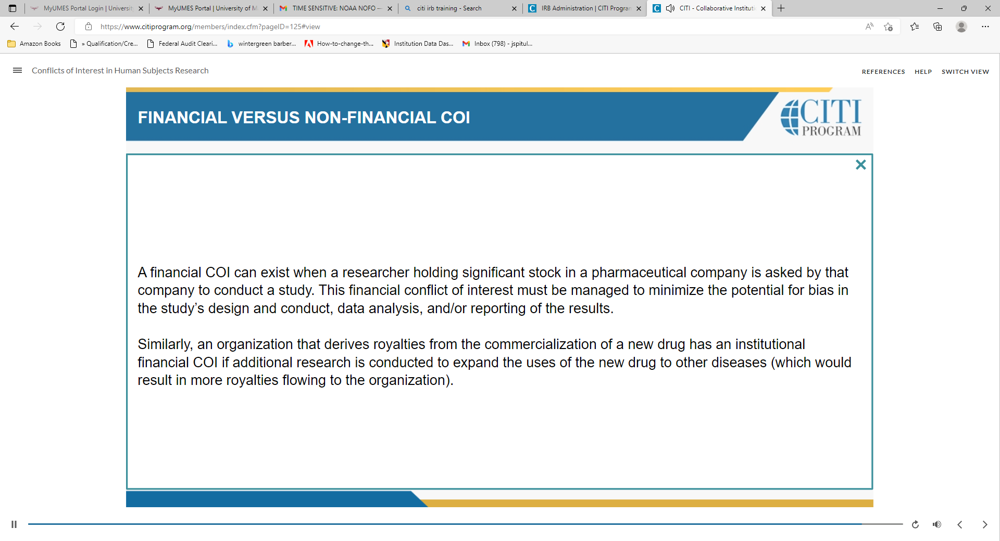 MyUMES Portal Login | Universit
MyUMES Portal | University of M
TIME SENSITIVE: NOAA NOFO —
citi irb training - Search
IRB Administration | CITI Program
CITI - Collaborative Instituti
https://www.citiprogram.org/members/index.cfm?pageID=125#view
Amazon Books
» Qualification/Cre...
Federal Audit Cleari...
wintergreen barber...
How-to-change-th...
Institution Data Das...
Inbox (798) - jspitul...
Conflicts of Interest in Human Subjects Research
REFERENCES
HELP
SWITCH VIEW
FINANCIAL VERSUS NON-FINANCIAL COI
CITI
PROGRAM
A financial COI can exist when a researcher holding significant stock in a pharmaceutical company is asked by that
company to conduct a study. This financial conflict of interest must be managed to minimize the potential for bias in
the study’s design and conduct, data analysis, and/or reporting of the results.
Similarly, an organization that derives royalties from the commercialization of a new drug has an institutional
financial COI if additional research is conducted to expand the uses of the new drug to other diseases (which would
result in more royalties flowing to the organization).